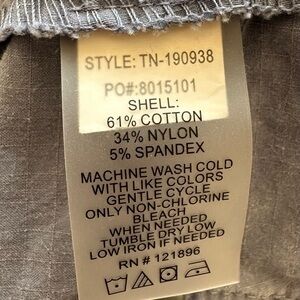 STYLE: TN-190938
PO#:8015101
SHELL:
61% COTTON
34% NYLON
5% SPANDEX
MACHINE WASH COLD
WITH LIKE COLORS
GENTLE CYCLE
ONLY NON-CHLORINE
BLEACH
WHEN NEEDED
TUMBLE DRY LOW
LOW IRON IF NEEDED
RN # 121896